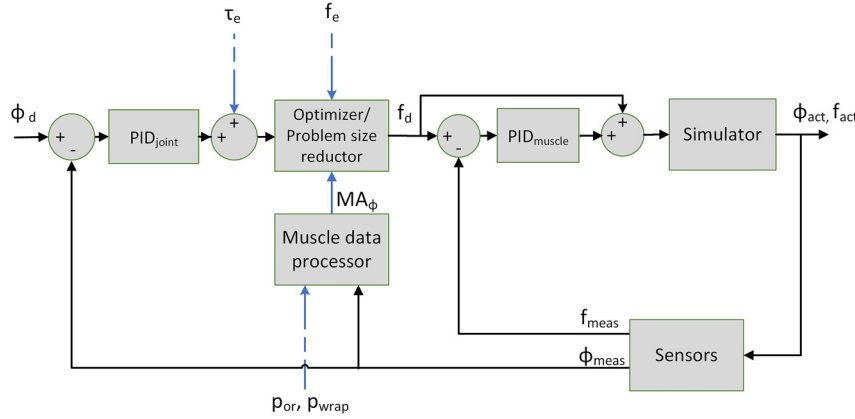 τe
fe
ϕ d
+
-
PIDjoint
+
+
Optimizer/
Problem size
reductor
fd
+
-
PIDmuscle
+
+
Simulator
ϕact, fact
MAϕ
Muscle data
processor
fmeas
ϕmeas
Sensors
por, pwrap